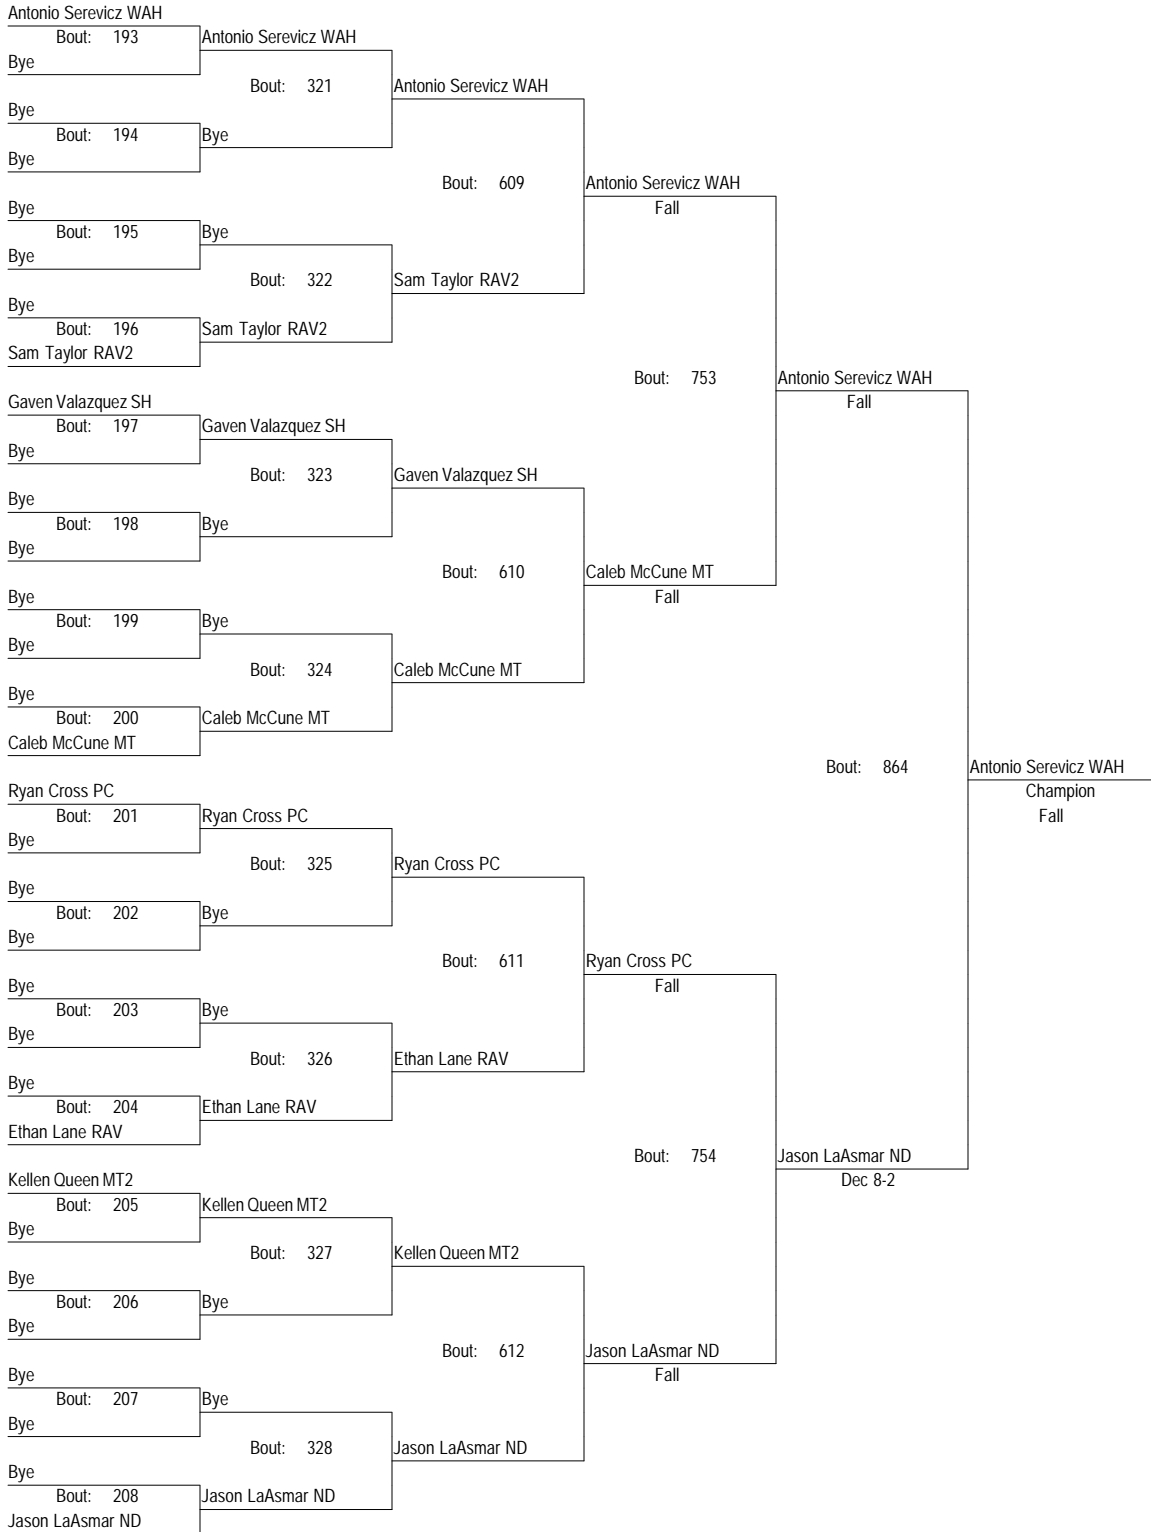 Antonio Serevicz WAH
Bout: 193
Antonio Serevicz WAH
Bye
Bout: 321
Antonio Serevicz WAH
Bye
Bout: 194
Bye
Bye
Bout: 609
Antonio Serevicz WAH
Fall
Bye
Bout: 195
Bye
Bye
Bout: 322
Sam Taylor RAV2
Bye
Bout: 196
Sam Taylor RAV2
Sam Taylor RAV2
Bout: 753
Antonio Serevicz WAH
Fall
Gaven Valazquez SH
Bout: 197
Gaven Valazquez SH
Bye
Bout: 323
Gaven Valazquez SH
Bye
Bout: 198
Bye
Bye
Bout: 610
Caleb McCune MT
Fall
Bye
Bout: 199
Bye
Bye
Bout: 324
Caleb McCune MT
Bye
Bout: 200
Caleb McCune MT
Caleb McCune MT
Bout: 864
Antonio Serevicz WAH
Champion
Fall
Ryan Cross PC
Bout: 201
Ryan Cross PC
Bye
Bout: 325
Ryan Cross PC
Bye
Bout: 202
Bye
Bye
Bout: 611
Ryan Cross PC
Fall
Bye
Bout: 203
Bye
Bye
Bout: 326
Ethan Lane RAV
Bye
Bout: 204
Ethan Lane RAV
Ethan Lane RAV
Bout: 754
Jason LaAsmar ND
Dec 8-2
Kellen Queen MT2
Bout: 205
Kellen Queen MT2
Bye
Bout: 327
Kellen Queen MT2
Bye
Bout: 206
Bye
Bye
Bout: 612
Jason LaAsmar ND
Fall
Bye
Bout: 207
Bye
Bye
Bout: 328
Jason LaAsmar ND
Bye
Bout: 208
Jason LaAsmar ND
Jason LaAsmar ND